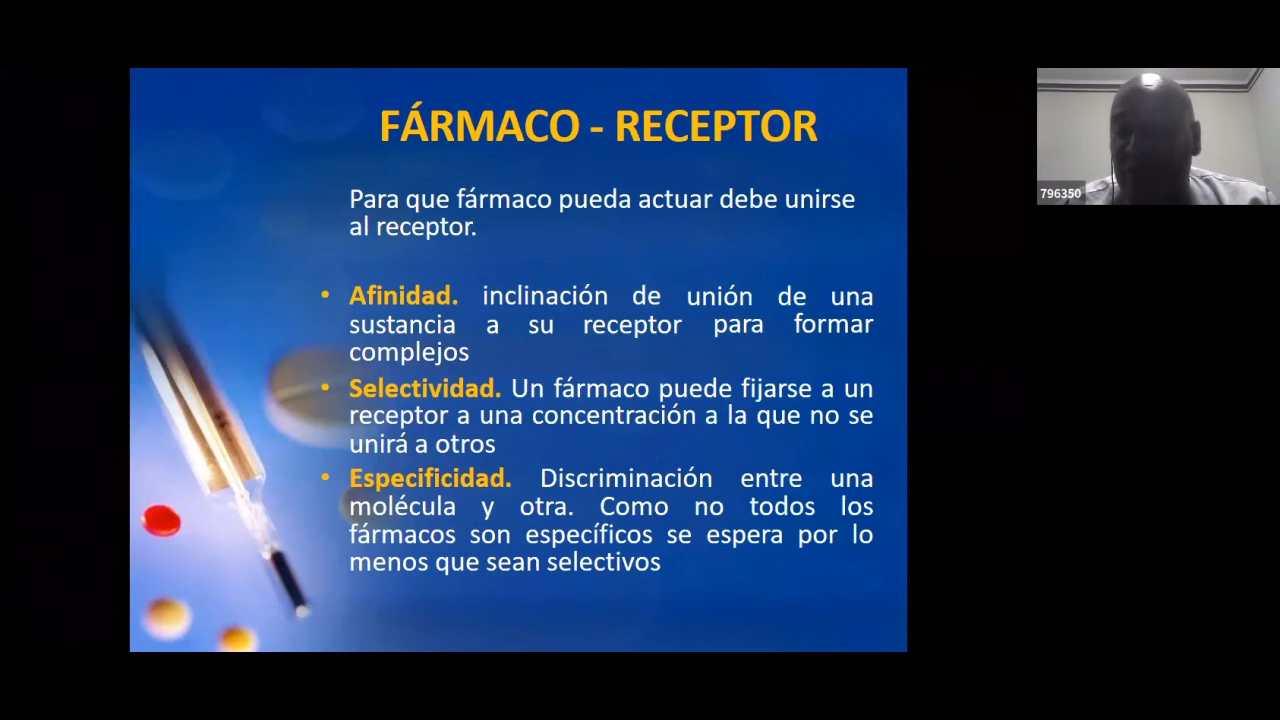 FÁRMACO - RECEPTOR
Para que fármaco pueda actuar debe unirse
al receptor.
• Afinidad. inclinación de unión de una
sustancia a su receptor para formar
complejos
• Selectividad. Un fármaco puede fijarse a un
receptor a una concentración a la que no se
unirá a otros
• Especificidad. Discriminación entre una
molécula y otra. Como no todos los
fármacos son específicos se espera por lo
menos que sean selectivos
796350